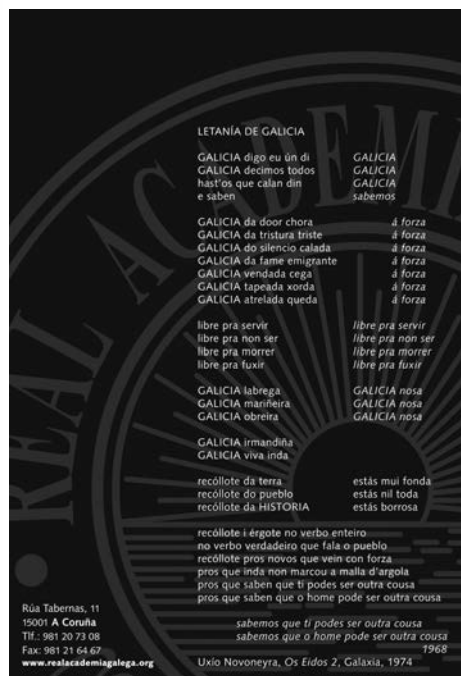 REAL ACADEMIA
LETANÍA DE GALICIA
GALICIA digo eu ún di GALICIA
GALICIA decimos todos GALICIA
hast'os que calan din GALICIA
e saben sabemos
GALICIA da door chora á forza
GALICIA da tristura triste á forza
GALICIA do silencio calada á forza
GALICIA da fame emigrante á forza
GALICIA vendada cega á forza
GALICIA tapeada xorda á forza
GALICIA atrelada queda á forza
libre pra servir libre pra servir
libre pra non ser libre pra non ser
libre pra morrer libre pra morrer
libre pra fuxir libre pra fuxir
GALICIA labrega GALICIA nosa
GALICIA mariñeira GALICIA nosa
GALICIA obreira GALICIA nosa
GALICIA irmandiña
GALICIA viva inda
recóllote da terra estás mui fonda
recóllote do pueblo estás nil toda
recóllote da HISTORIA estás borrosa
recóllote i érgote no verbo enteiro
no verbo verdadeiro que fala o pueblo
recóllote pros novos que vein con forza
pros que inda non marcou a malla d'argola
pros que saben que ti podes ser outra cousa
pros que saben que o home pode ser outra cousa
sabemos que ti podes ser outra cousa
sabemos que o home pode ser outra cousa
1968
Uxío Novoneyra, Os Eidos 2, Galaxia, 1974
Rúa Tabernas, 11
15001 A Coruña
Tlf.: 981 20 73 08
Fax: 981 21 64 67
www.realacademiagalega.org